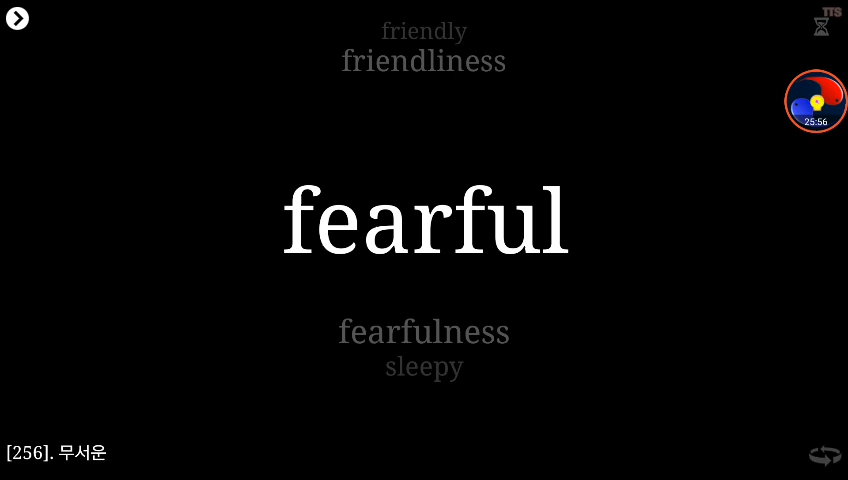 TTS
friendly
friendliness
25:56
fearful
fearfulness
sleepy
[256]. 무서운